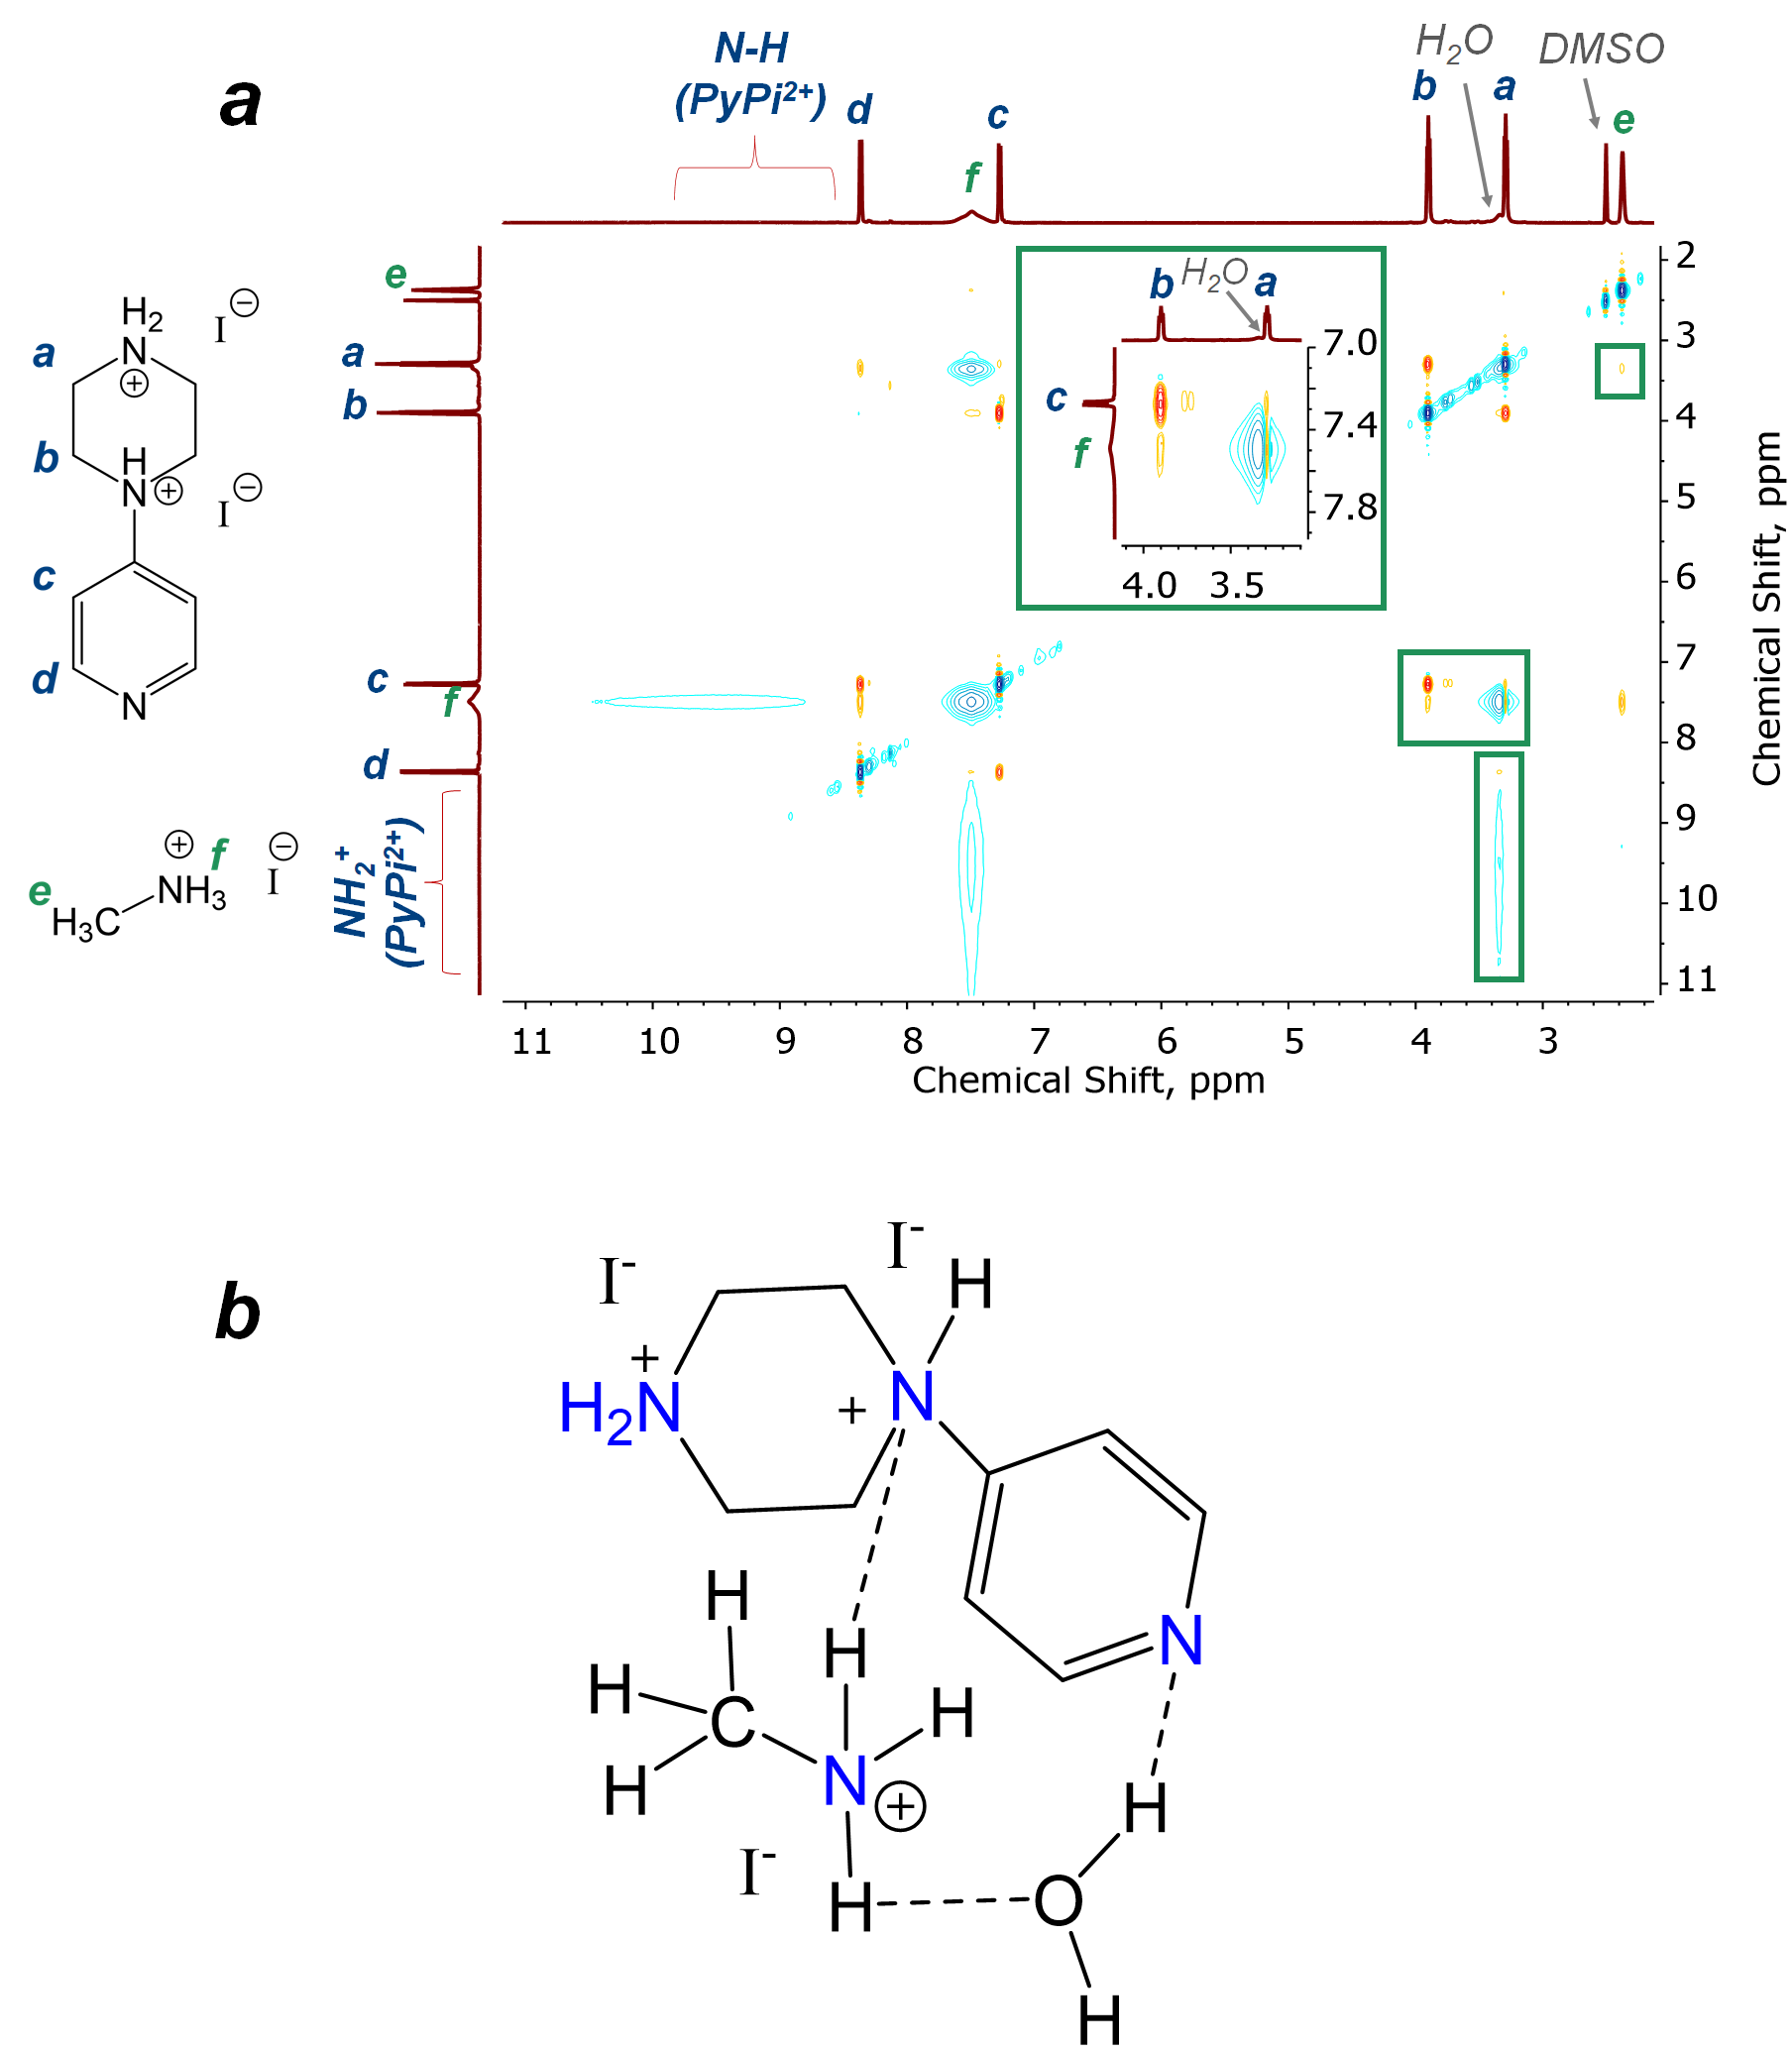 a
N-H
(PyPi²⁺)
d
c
f
H₂O
b
a
DMSO
e
e
a
b
c
f
d
NH₂⁺
(PyPi²⁺)
H2
N
+
I −
a
b
H
N +
I −
c
d
N
+
f
e
H₃C
NH₃
I −
b
H₂O
a
c
f
7.0
7.4
7.8
4.0 3.5
2
3
4
5
6
7
8
9
10
11
Chemical Shift, ppm
11 10 9 8 7 6 5 4 3
Chemical Shift, ppm
b
I⁻
I⁻
H
+
H₂N
+
N
H
H
H
C
H
H
N
N
+
I⁻
H
H
O
H